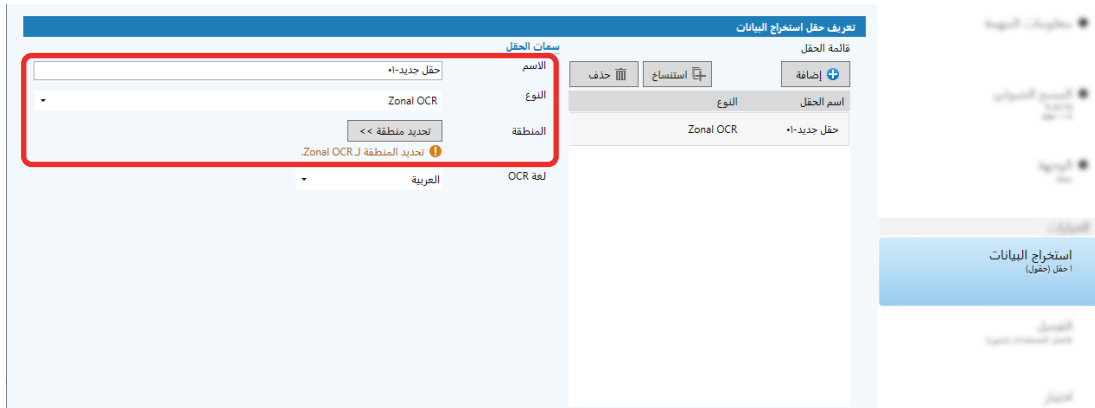 تعريف حقل استخراج البيانات
قائمة الحقل
إضافة
استنساخ
حذف
اسم الحقل
النوع
حقل جديد-٠١
Zonal OCR
سمات الحقل
الاسم
حقل جديد-٠١
النوع
Zonal OCR
المنطقة
تحديد منطقة >>
تحديد المنطقة لـ Zonal OCR.
لغة OCR
العربية
استخراج البيانات
١ حقل (حقول)